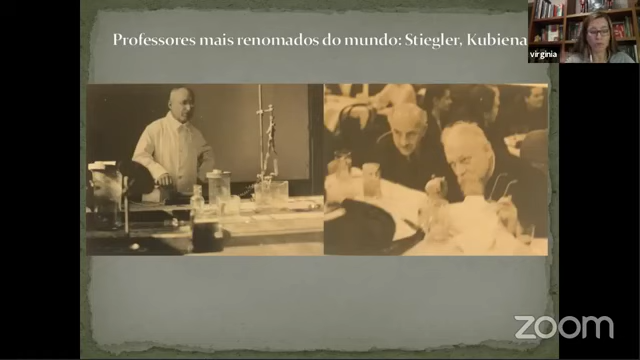 Professores mais renomados do mundo: Stiegler, Kubiena
virginia
zoom